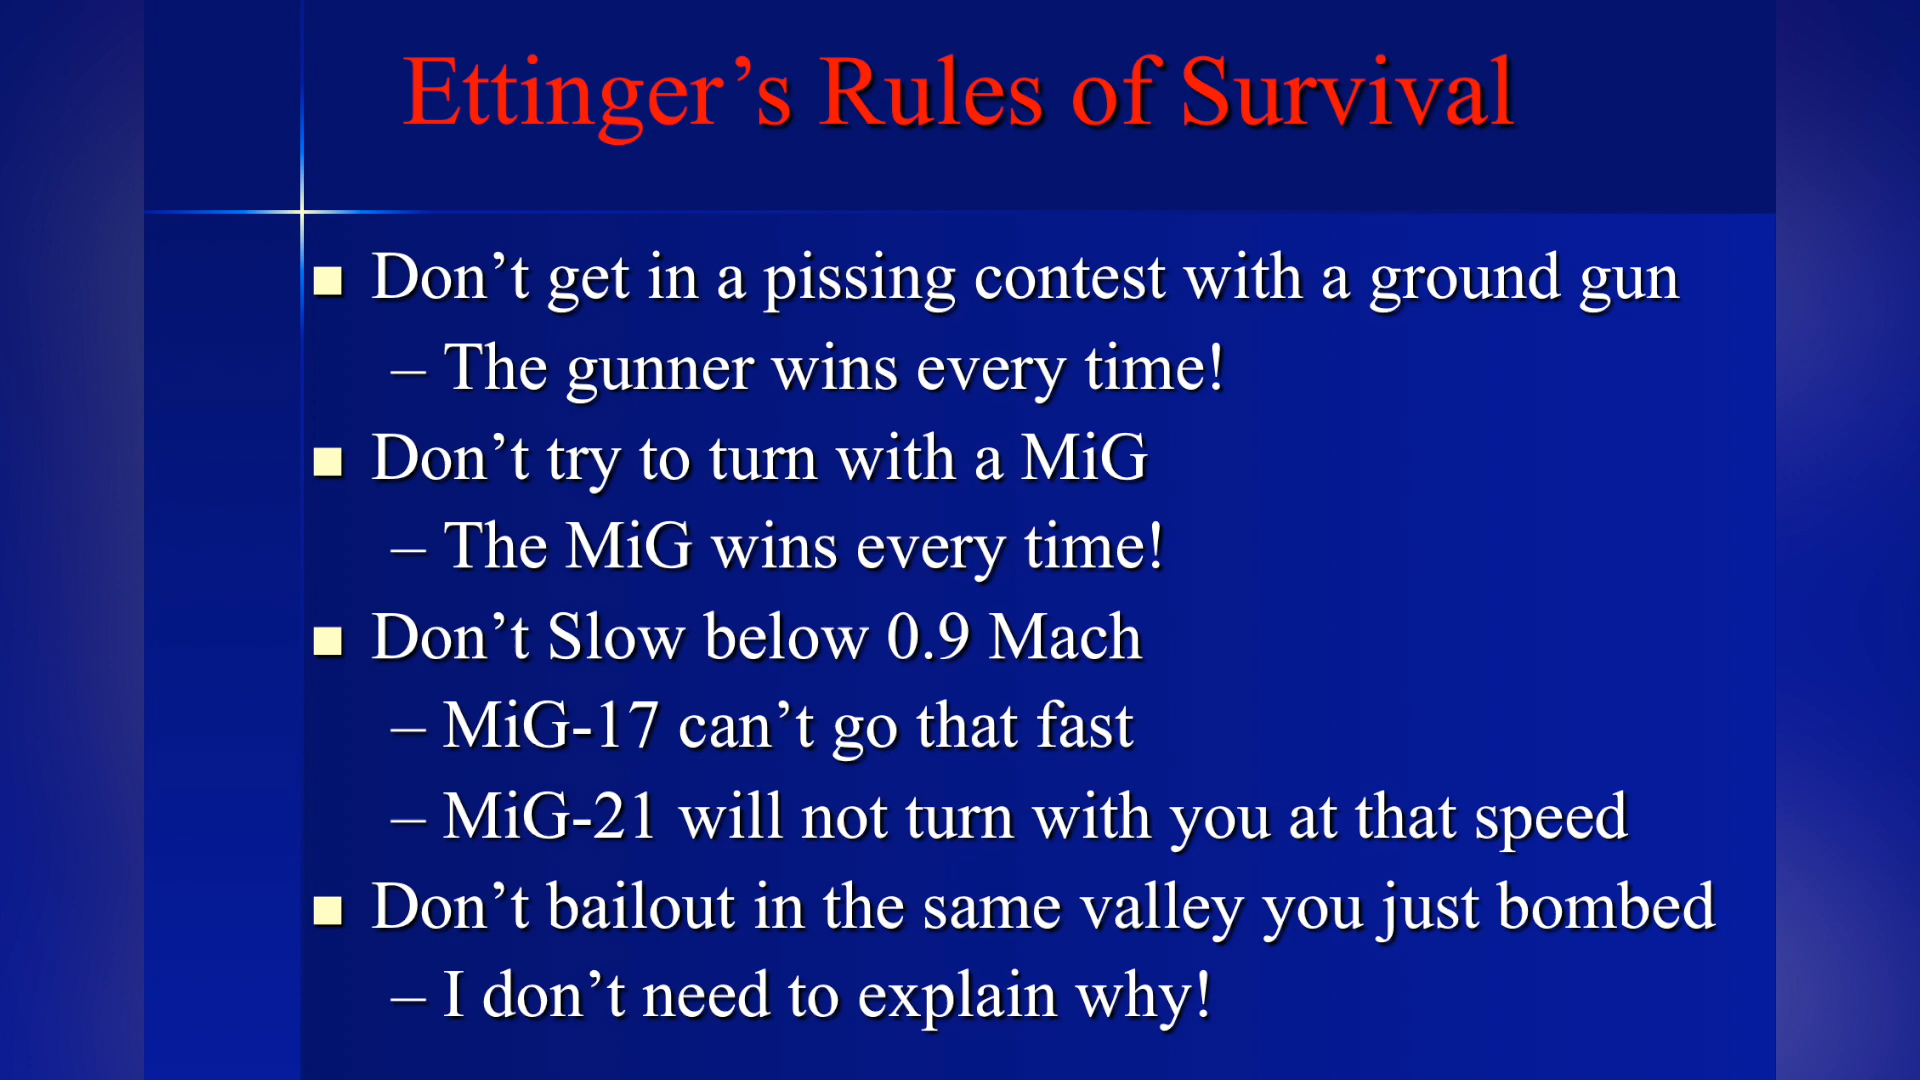 Ettinger’s Rules of Survival
Don’t get in a pissing contest with a ground gun
– The gunner wins every time!
Don’t try to turn with a MiG
– The MiG wins every time!
Don’t Slow below 0.9 Mach
– MiG-17 can’t go that fast
– MiG-21 will not turn with you at that speed
Don’t bailout in the same valley you just bombed
– I don’t need to explain why!